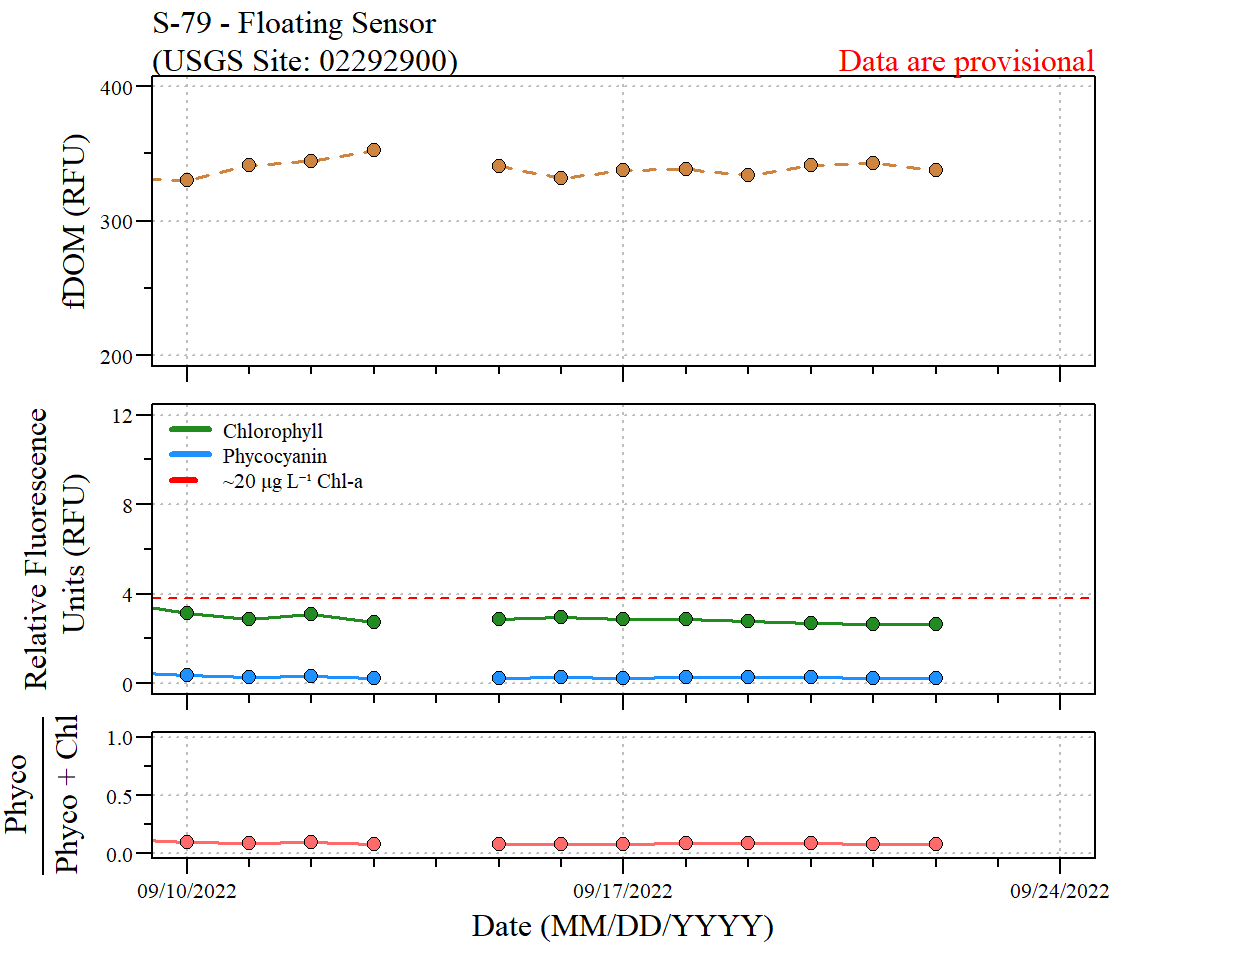 S-79 - Floating Sensor
(USGS Site: 02292900)
Data are provisional
400
300
200
fDOM (RFU)
12
8
4
0
Relative Fluorescence
Units (RFU)
Chlorophyll
Phycocyanin
~20 μg L⁻¹ Chl-a
1.0
0.5
0.0
Phyco
Phyco + Chl
09/10/2022
09/17/2022
09/24/2022
Date (MM/DD/YYYY)